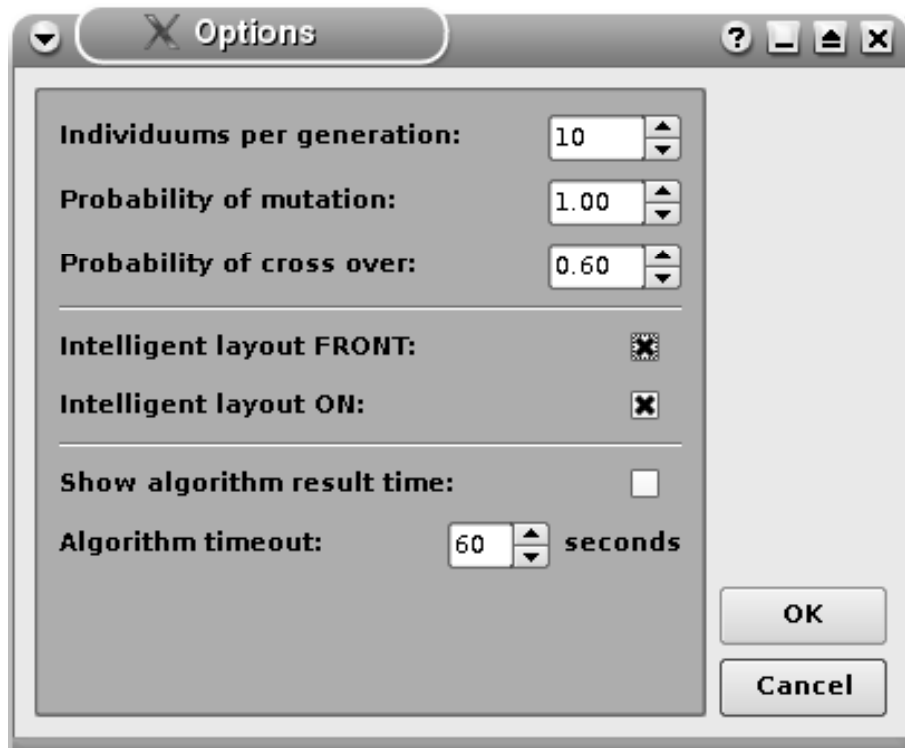 Options
Individuums per generation: 10
Probability of mutation: 1.00
Probability of cross over: 0.60
Intelligent layout FRONT:
Intelligent layout ON:
Show algorithm result time:
Algorithm timeout: 60 seconds
OK
Cancel